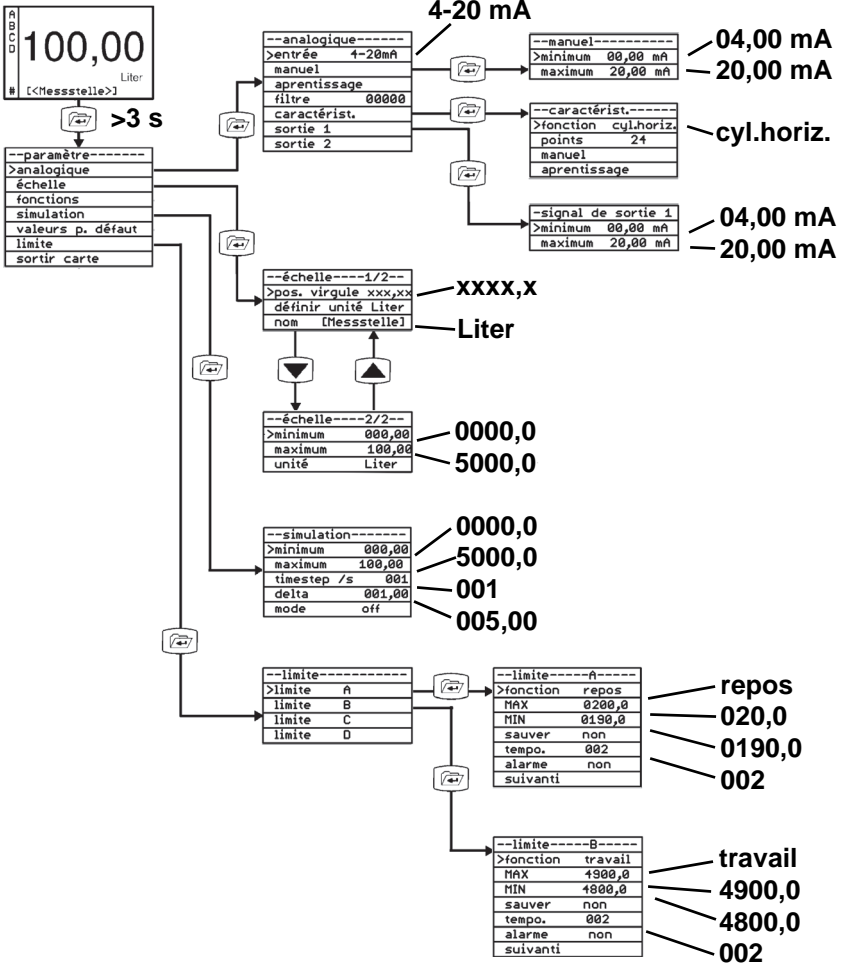 A
B
C
D
100,00
Liter
# [<Messstelle>]
>3 s
--paramètre------
>analogique
échelle
fonctions
simulation
valeurs p. défaut
limite
sortir carte
4-20 mA
--analogique-----
>entrée 4-20mA
manuel
aprentissage
filtre 00000
caractérist.
sortie 1
sortie 2
--manuel---------
>minimum 00,00 mA
maximum 20,00 mA
04,00 mA
20,00 mA
--caractérist.------
>fonction cyl.horiz.
points 24
manuel
aprentissage
cyl.horiz.
-signal de sortie 1
>minimum 00,00 mA
maximum 20,00 mA
04,00 mA
20,00 mA
--échelle----1/2--
>pos. virgule xxx,xx
définir unité Liter
nom [Messstelle]
xxxx,x
Liter
--échelle----2/2--
>minimum 000,00
maximum 100,00
unité Liter
0000,0
5000,0
--simulation-------
>minimum 000,00
maximum 100,00
timestep /s 001
delta 001,00
mode off
0000,0
5000,0
001
005,00
--limite-----------
>limite A
limite B
limite C
limite D
--limite-----A-----
>fonction repos
MAX 0200,0
MIN 0190,0
sauver non
tempo. 002
alarme non
suivanti
repos
020,0
0190,0
002
--limite-----B-----
>fonction travail
MAX 4900,0
MIN 4800,0
sauver non
tempo. 002
alarme non
suivanti
travail
4900,0
4800,0
002